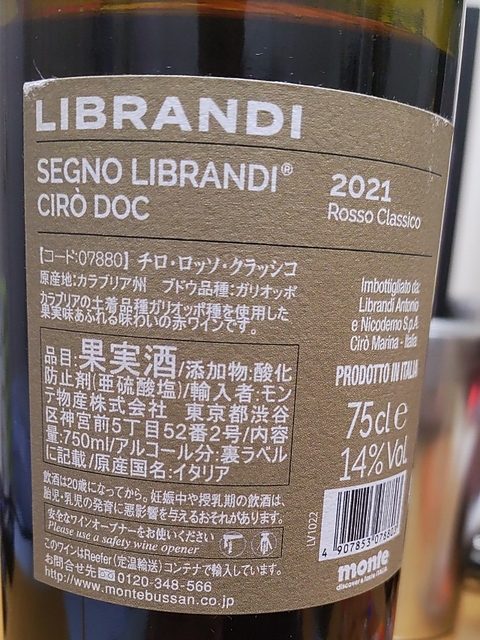 LIBRANDI
SEGNO LIBRANDI®
CIRÒ DOC
2021
Rosso Classico
【コード:07880】 チロ・ロッソ・クラッシコ
原産地:カラブリア州 ブドウ品種:ガリオッポ
カラブリアの土着品種ガリオッポ種を使用した
果実味あふれる味わいの赤ワインです。
品目:果実酒/添加物:酸化
防止剤(亜硫酸塩)/輸入者:モン
テ物産株式会社 東京都渋谷
区神宮前5丁目52番2号/内容
量:750ml/アルコール分:裏ラベル
に記載/原産国名:イタリア
飲酒は20歳になってから。妊娠中や授乳期の飲酒は、
胎児・乳児の発育に悪影響を与えるおそれがあります。
安全なワインオープナーをお使いください
Please use a safety wine opener
このワインはReefer(定温輸送)コンテナで輸入しています。
お問合せ先 0120-348-566
http://www.montebussan.co.jp
Imbottigliato da:
Librandi Antonio
e Nicodemo S.p.A.
Cirò Marina - Italia
PRODOTTO IN ITALIA
75cl e
14% Vol.
LV1022
4 907853 07880
monte
discover & taste ITALIA